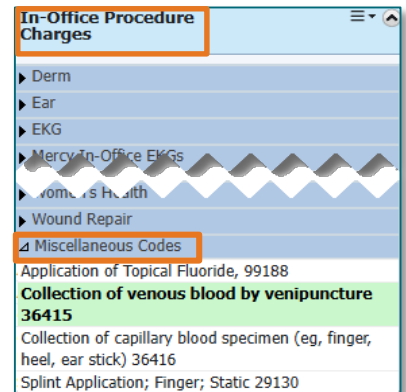 In-Office Procedure
Charges
Derm
Ear
EKG
Mercy In-Office EKGs
Women's Health
Wound Repair
Miscellaneous Codes
Application of Topical Fluoride, 99188
Collection of venous blood by venipuncture
36415
Collection of capillary blood specimen (eg, finger,
heel, ear stick) 36416
Splint Application; Finger; Static 29130